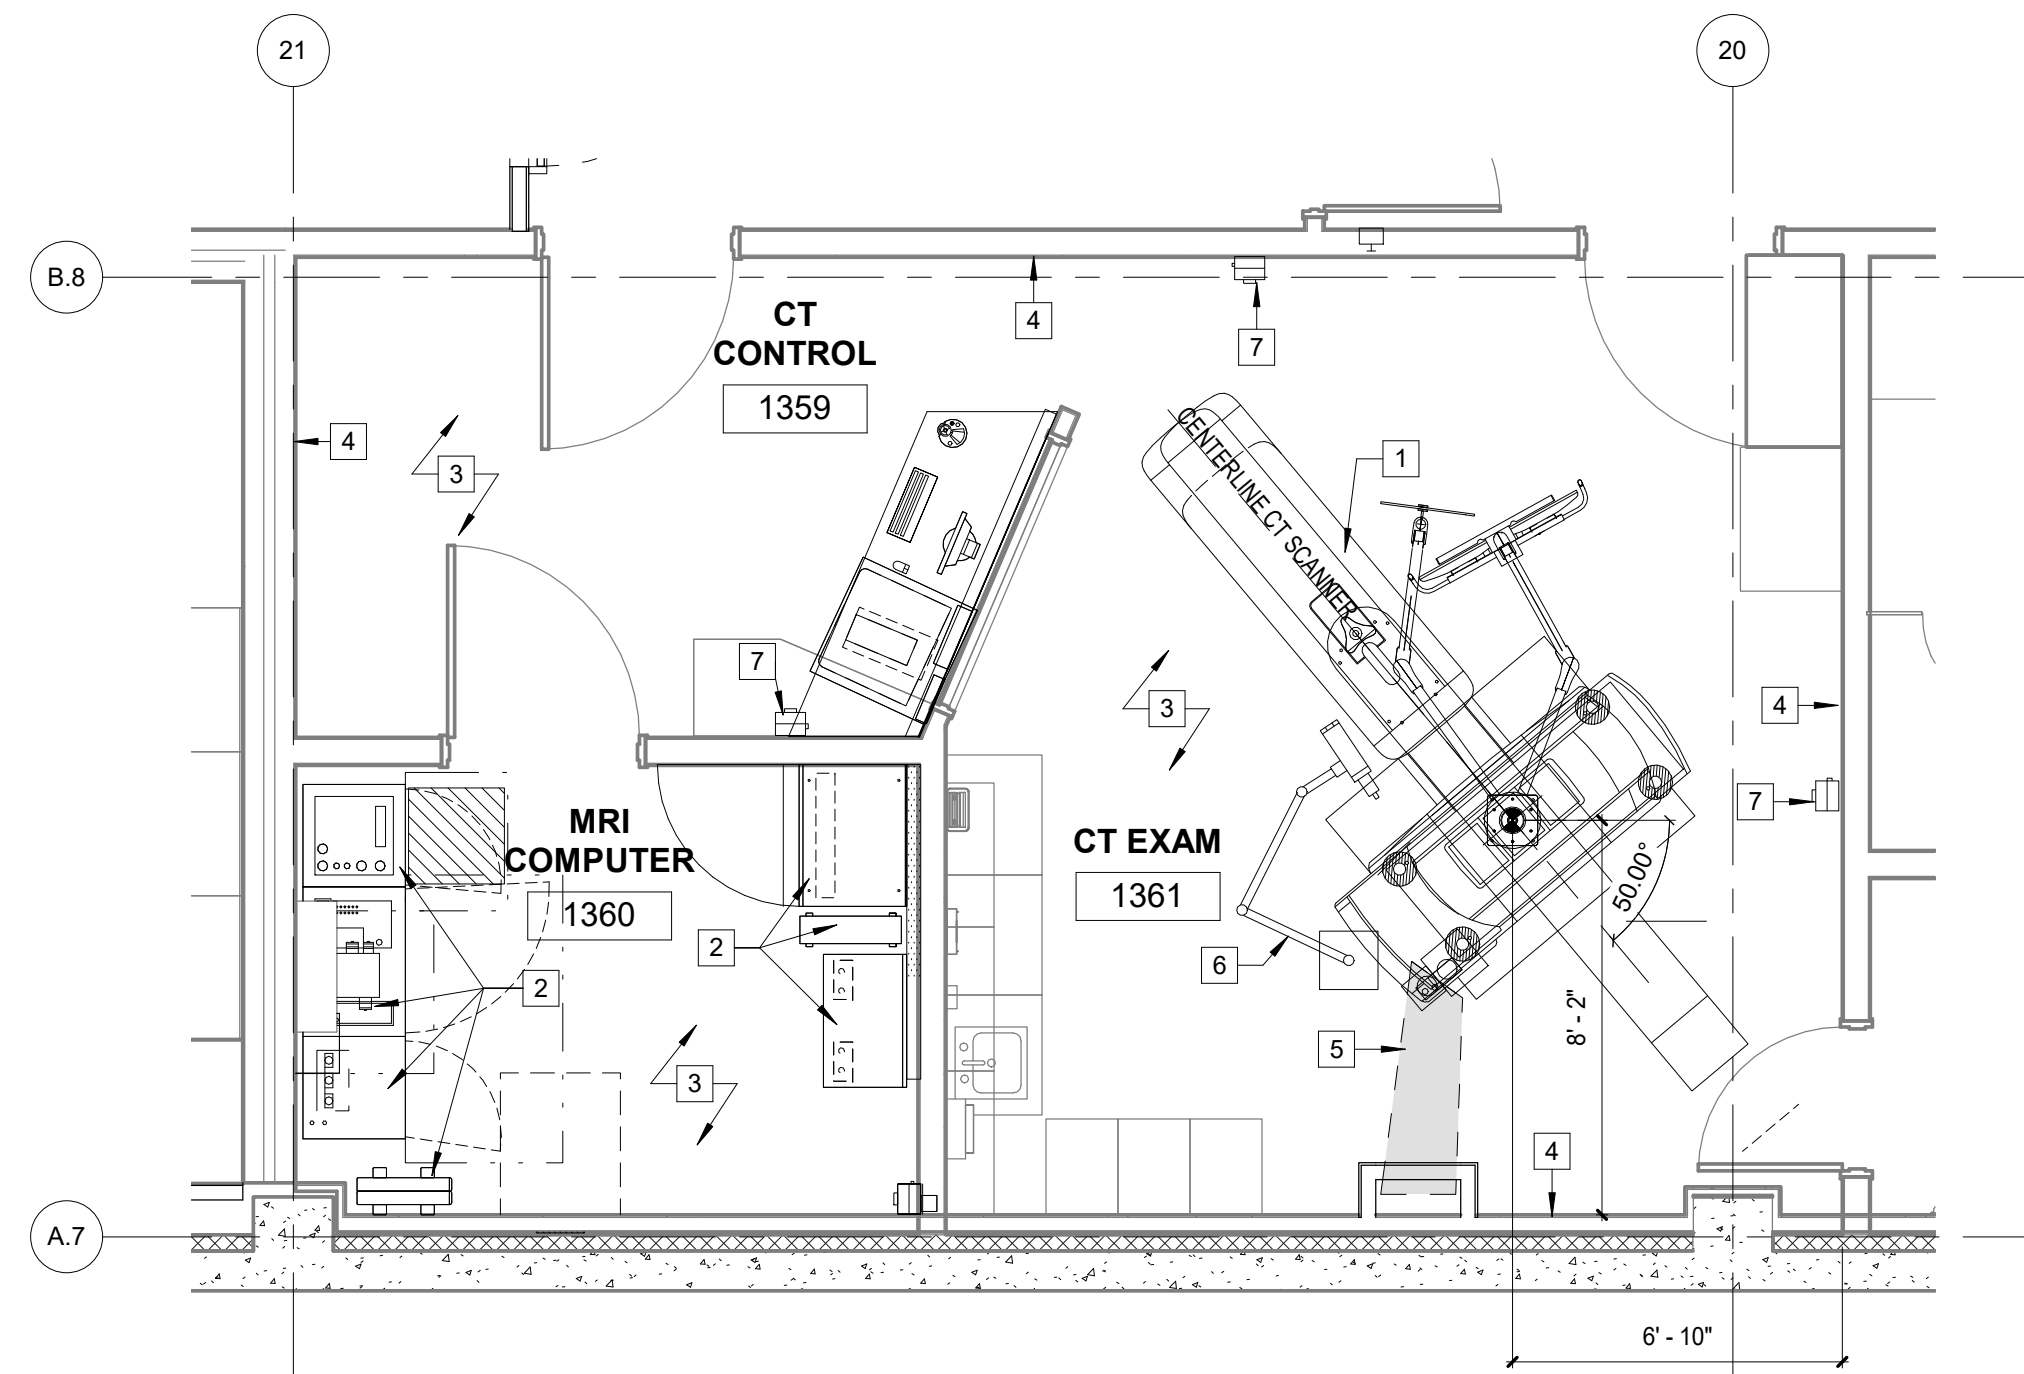 21
20
B.8
CT
CONTROL
1359
4
7
4
3
CENTERLINE CT SCANNER
1
7
3
4
7
MRI
COMPUTER
1360
2
CT EXAM
1361
50.00°
6
2
8' - 2"
5
3
4
A.7
6' - 10"